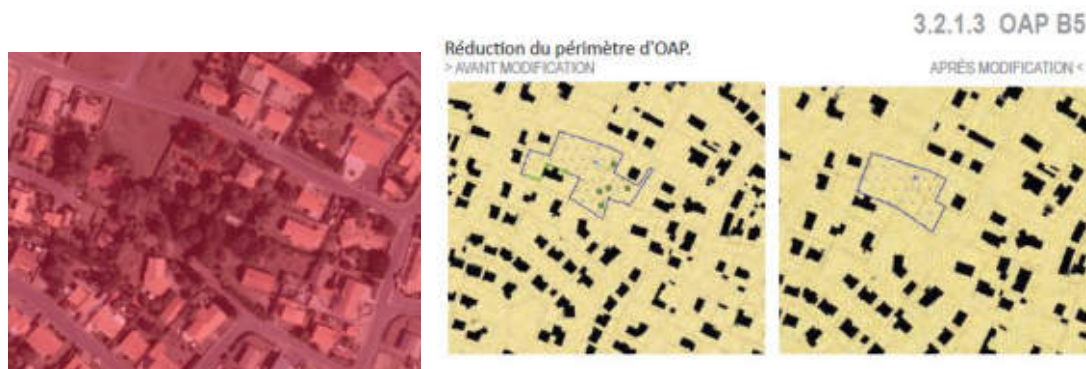 3.2.1.3 OAP B5
Réduction du périmètre d'OAP.
> AVANT MODIFICATION
APRÈS MODIFICATION <